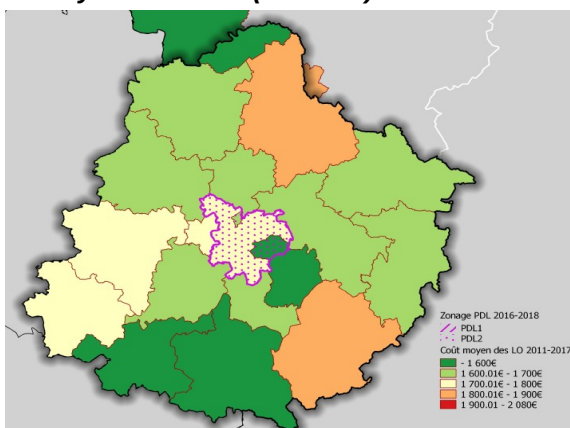 Zonage PDL 2016-2018
PDL1
PDL2
Coût moyen des LO 2011-2017
- 1 600€
1 600.01€ - 1 700€
1 700.01€ - 1 800€
1 800.01€ - 1 900€
1 900.01 - 2 080€